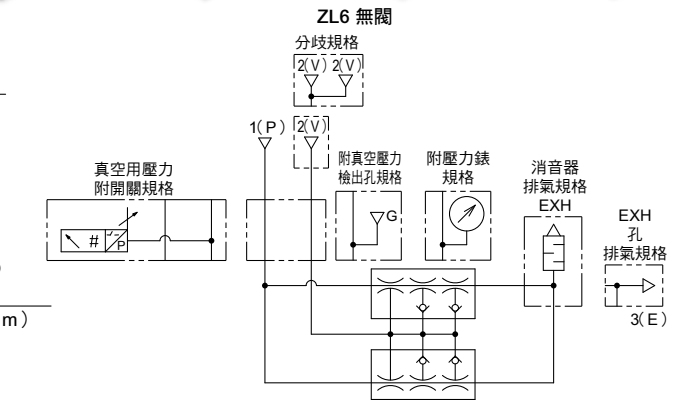 ZL6 無閥
分歧規格
2(V) 2(V)
1(P) 2(V)
真空用壓力
附開關規格
附真空壓力
檢出孔規格
附壓力錶
規格
消音器
排氣規格
EXH
EXH
孔
排氣規格
G
# P
)
m)
3(E)